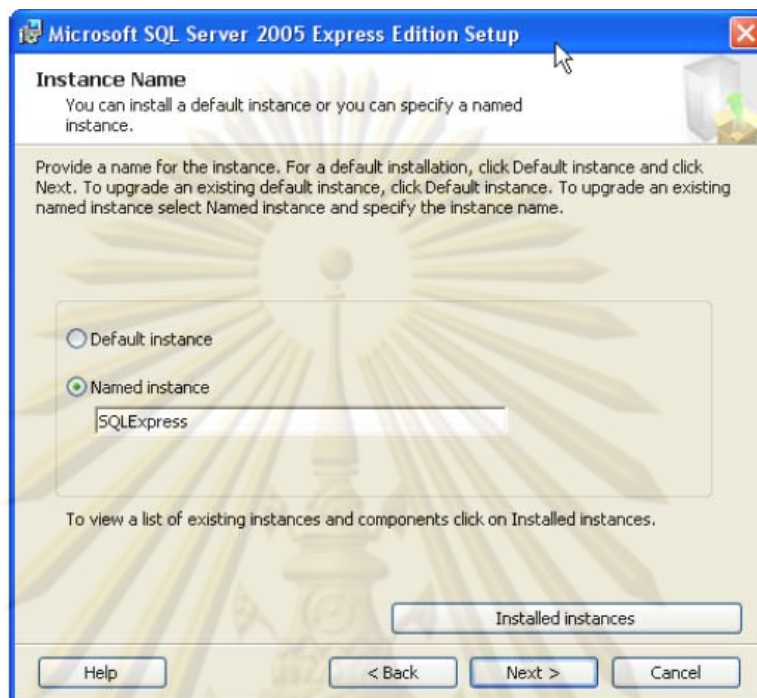 Microsoft SQL Server 2005 Express Edition Setup
Instance Name
You can install a default instance or you can specify a named
instance.
Provide a name for the instance. For a default installation, click Default instance and click
Next. To upgrade an existing default instance, click Default instance. To upgrade an existing
named instance select Named instance and specify the instance name.
Default instance
Named instance
SQLExpress
To view a list of existing instances and components click on Installed instances.
Installed instances
Help
< Back
Next >
Cancel